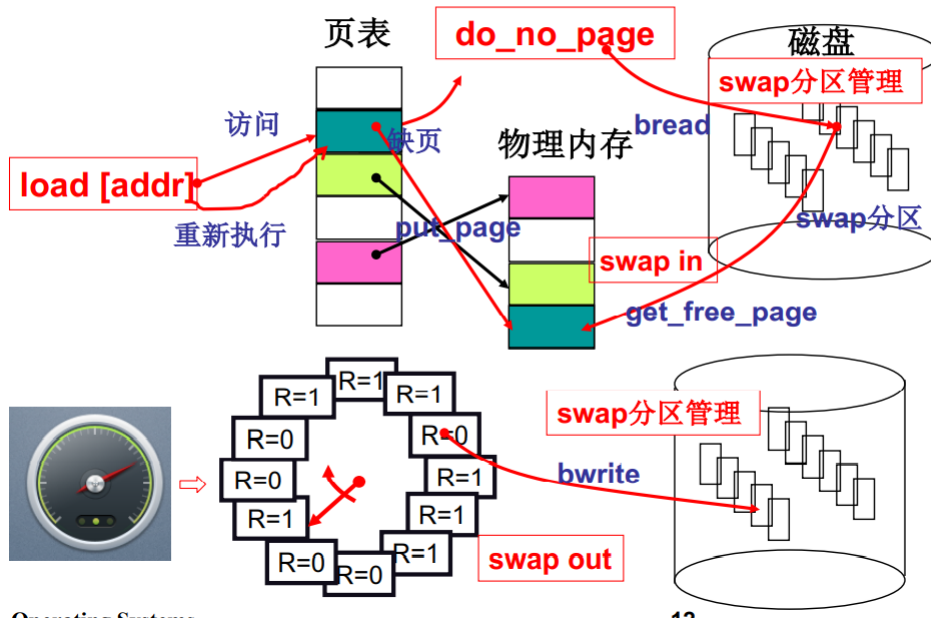 页表
do_no_page
磁盘
swap分区管理
访问
缺页
bread
物理内存
load [addr]
重新执行
put_page
swap分区
swap in
get_free_page
R=1
R=1
R=1
R=0
R=0
R=0
R=1
R=1
R=1
R=0
R=0
R=1
swap分区管理
bwrite
swap out
Operating Systems
12